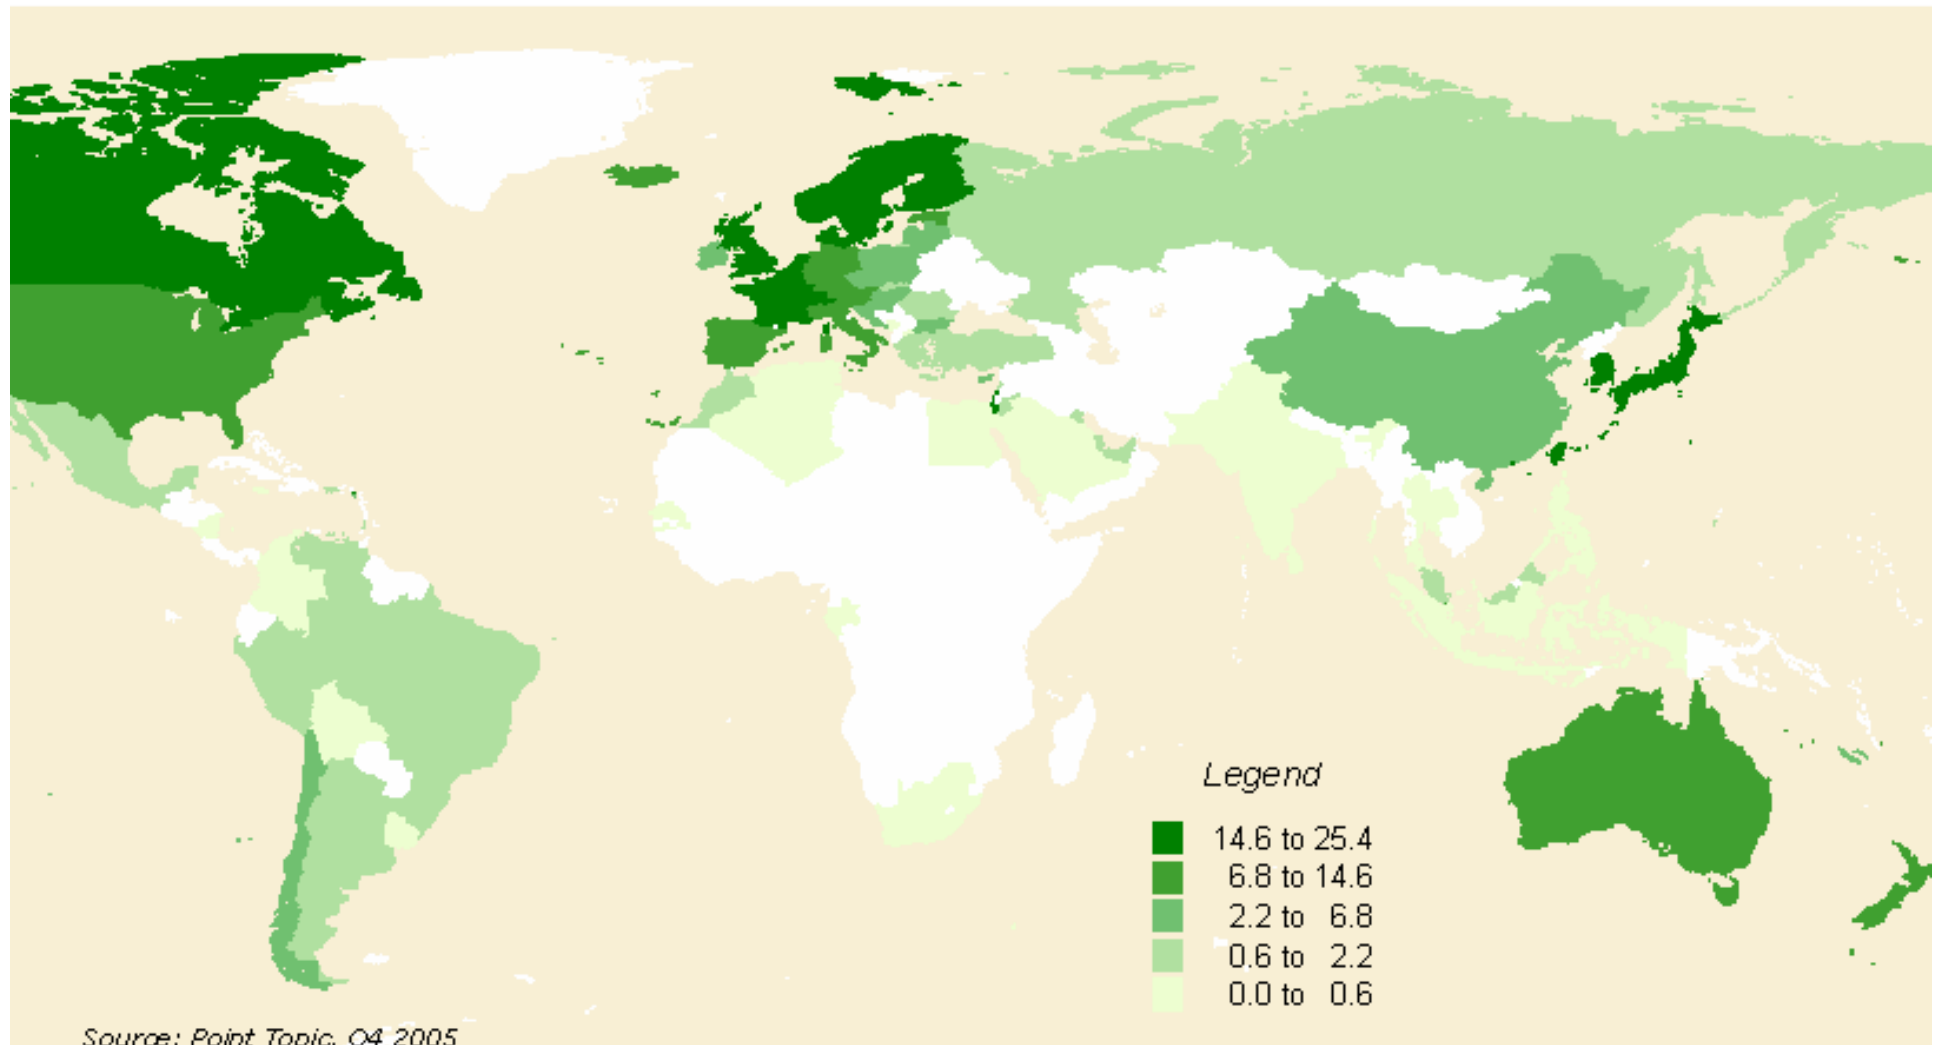 Legend
14.6 to 25.4
6.8 to 14.6
2.2 to 6.8
0.6 to 2.2
0.0 to 0.6
Source: Point Topic, Q4 2005